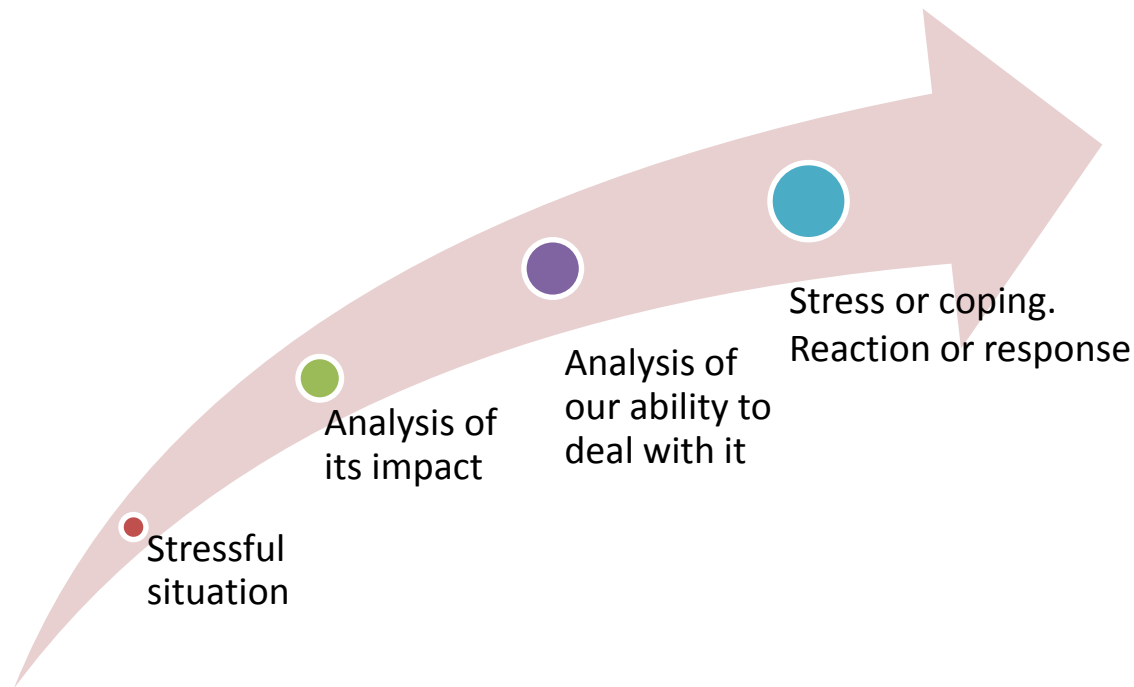 Stressful
situation
Analysis of
its impact
Analysis of
our ability to
deal with it
Stress or coping.
Reaction or response